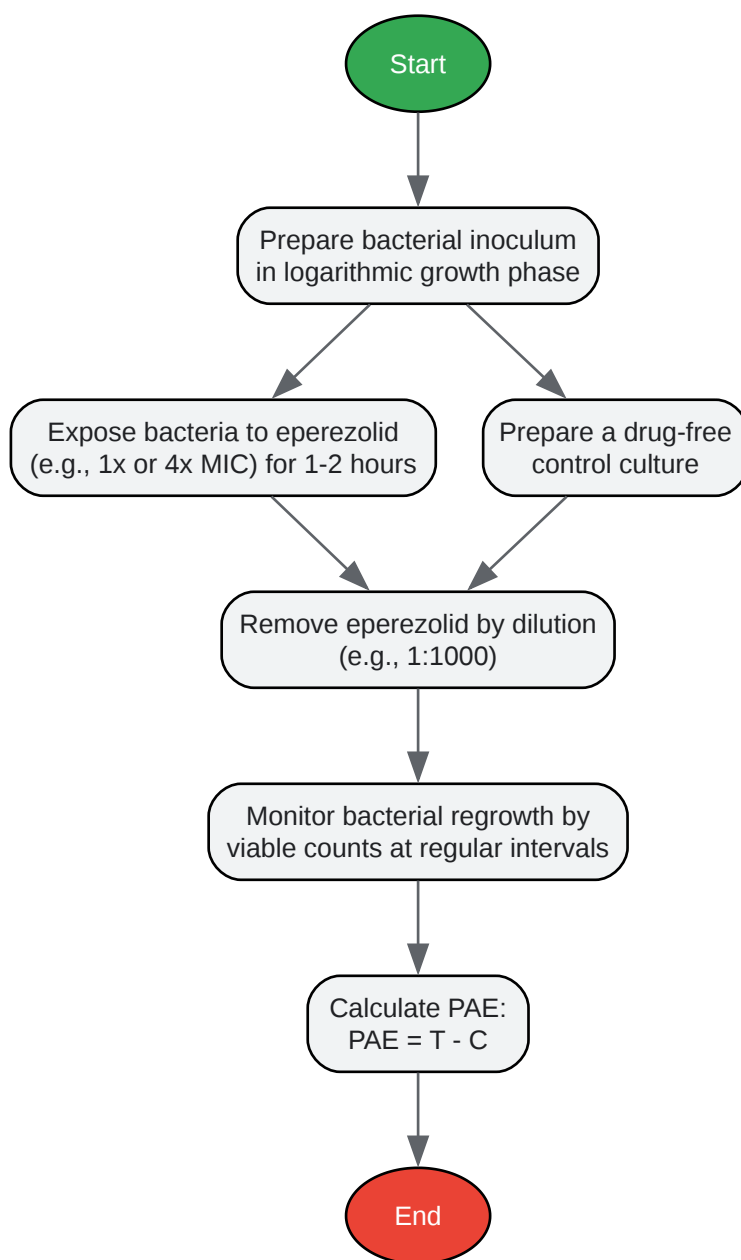 Start
Prepare bacterial inoculum
in logarithmic growth phase
Expose bacteria to eperezolid
(e.g., 1x or 4x MIC) for 1-2 hours
Prepare a drug-free
control culture
Remove eperezolid by dilution
(e.g., 1:1000)
Monitor bacterial regrowth by
viable counts at regular intervals
Calculate PAE:
PAE = T - C
End